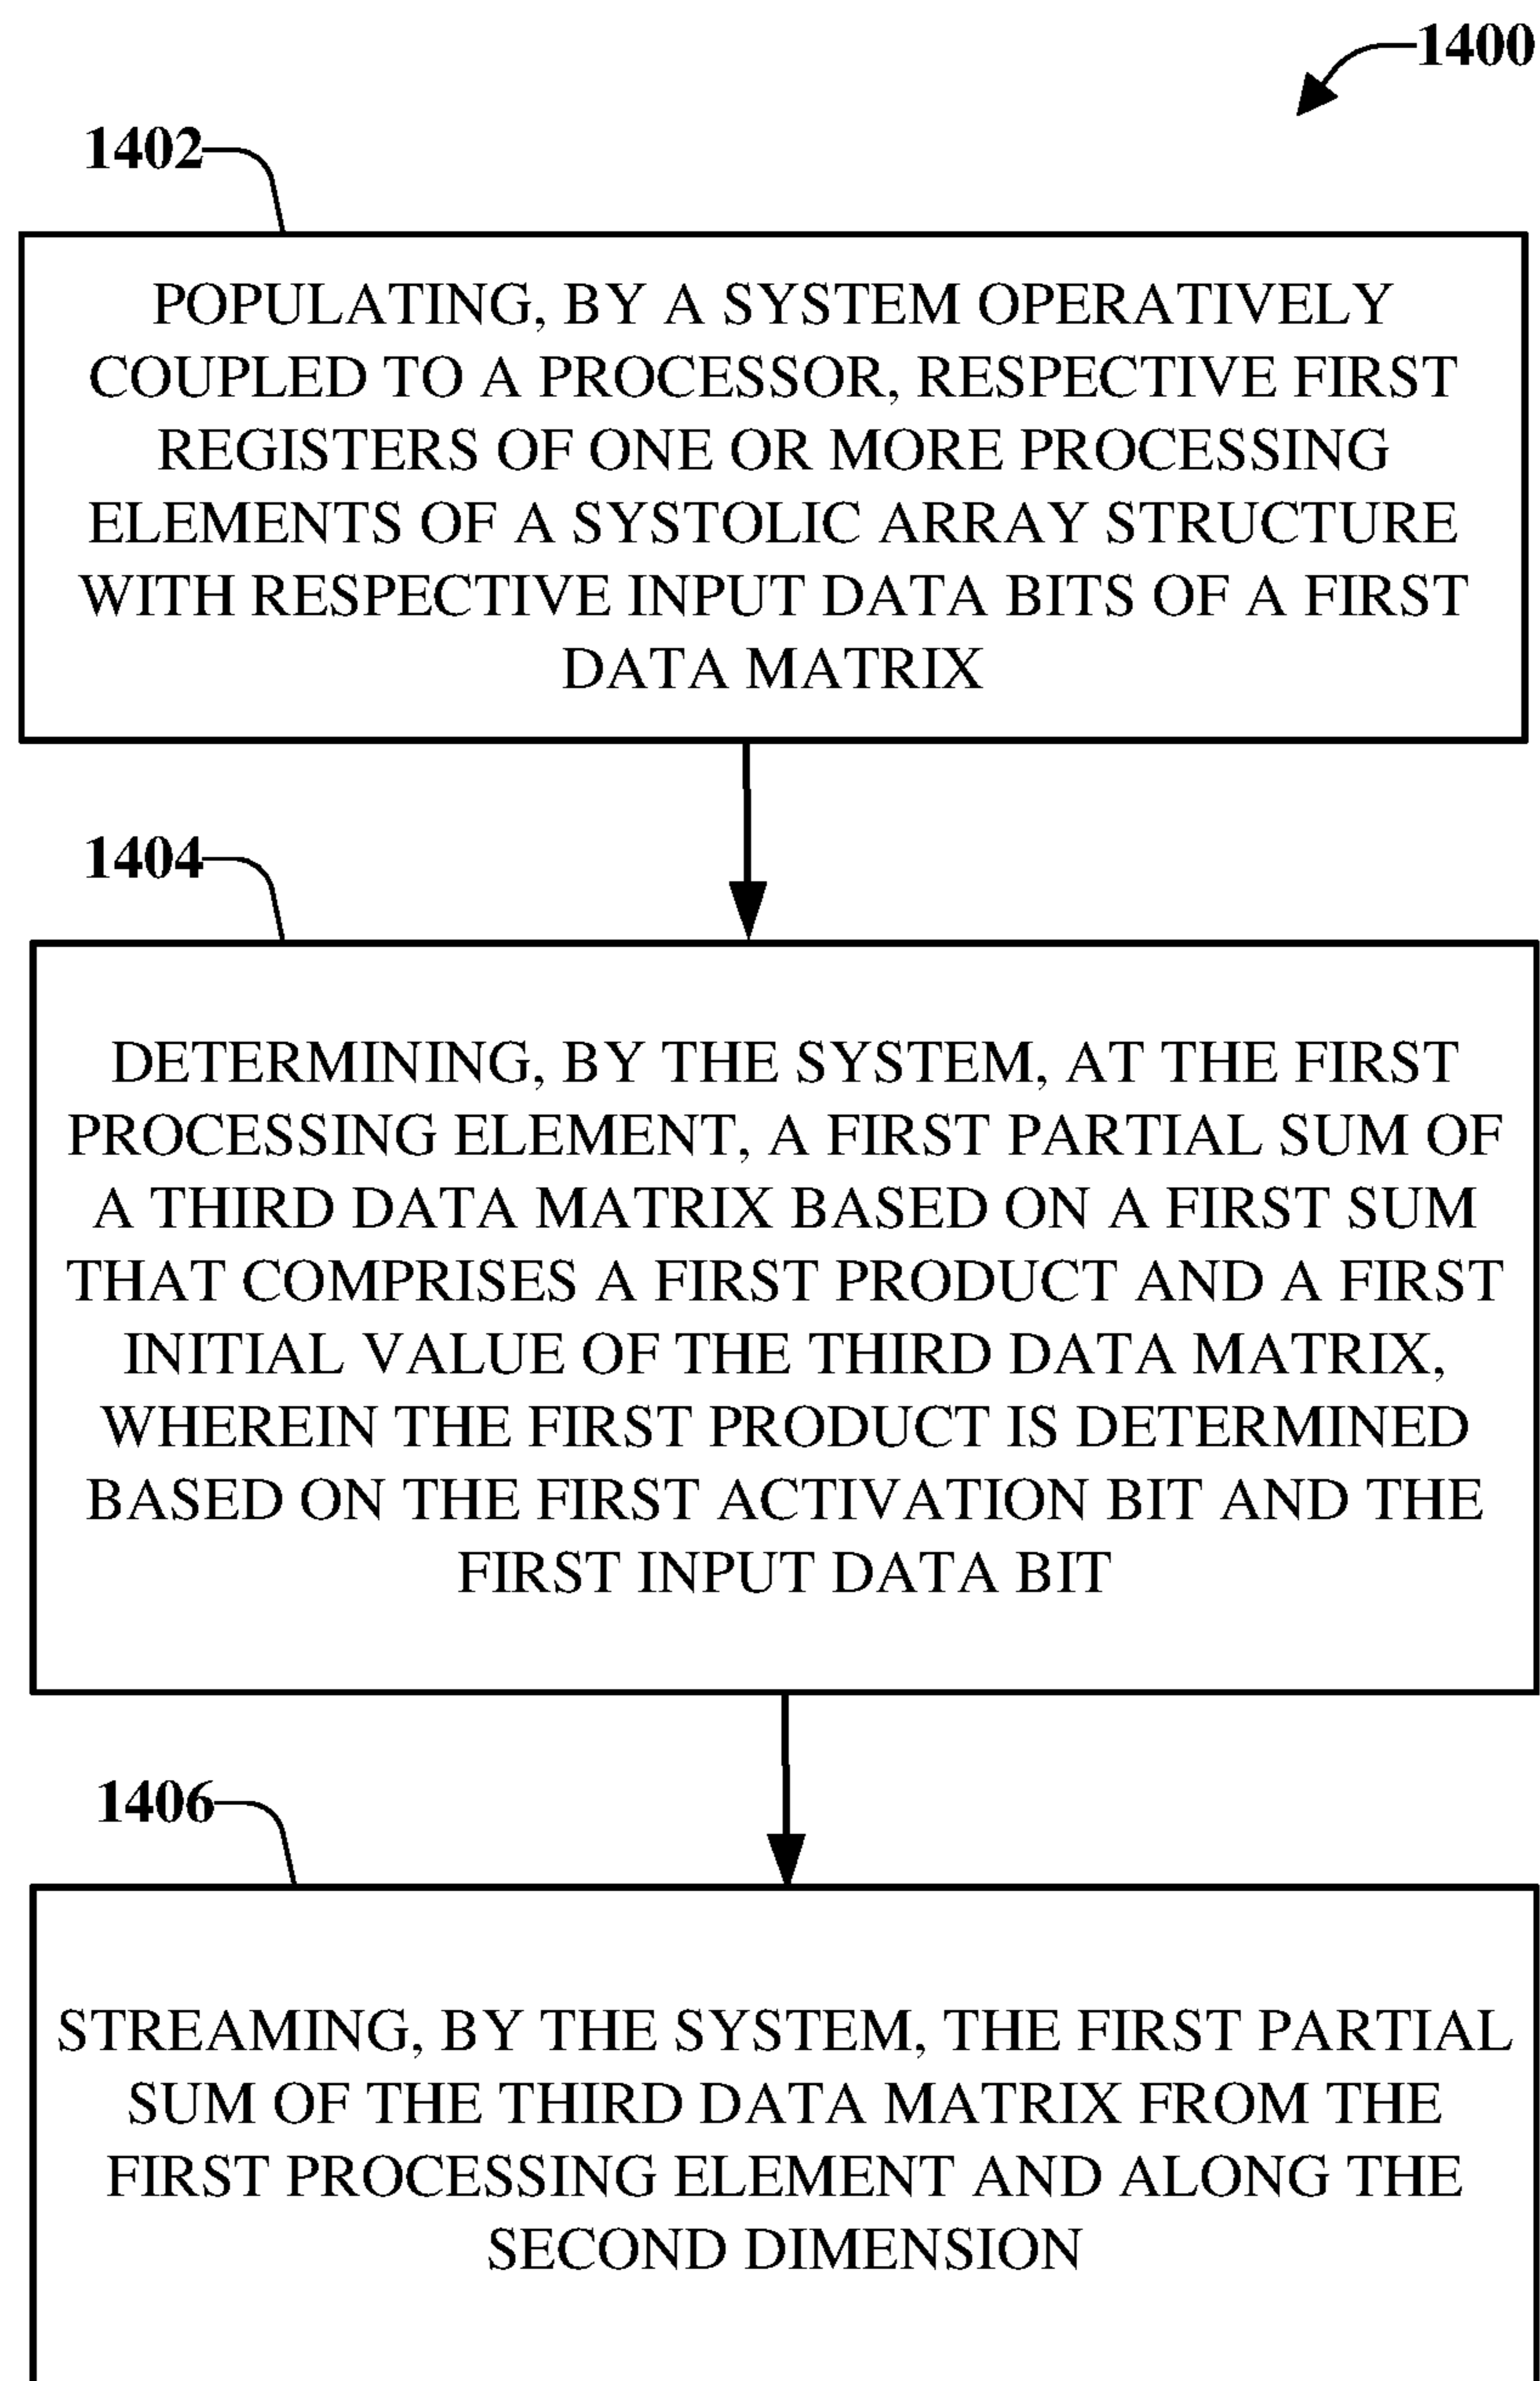 1400
1402
POPULATING, BY A SYSTEM OPERATIVELY
COUPLED TO A PROCESSOR, RESPECTIVE FIRST
REGISTERS OF ONE OR MORE PROCESSING
ELEMENTS OF A SYSTOLIC ARRAY STRUCTURE
WITH RESPECTIVE INPUT DATA BITS OF A FIRST
DATA MATRIX
1404
DETERMINING, BY THE SYSTEM, AT THE FIRST
PROCESSING ELEMENT, A FIRST PARTIAL SUM OF
A THIRD DATA MATRIX BASED ON A FIRST SUM
THAT COMPRISES A FIRST PRODUCT AND A FIRST
INITIAL VALUE OF THE THIRD DATA MATRIX,
WHEREIN THE FIRST PRODUCT IS DETERMINED
BASED ON THE FIRST ACTIVATION BIT AND THE
FIRST INPUT DATA BIT
1406
STREAMING, BY THE SYSTEM, THE FIRST PARTIAL
SUM OF THE THIRD DATA MATRIX FROM THE
FIRST PROCESSING ELEMENT AND ALONG THE
SECOND DIMENSION